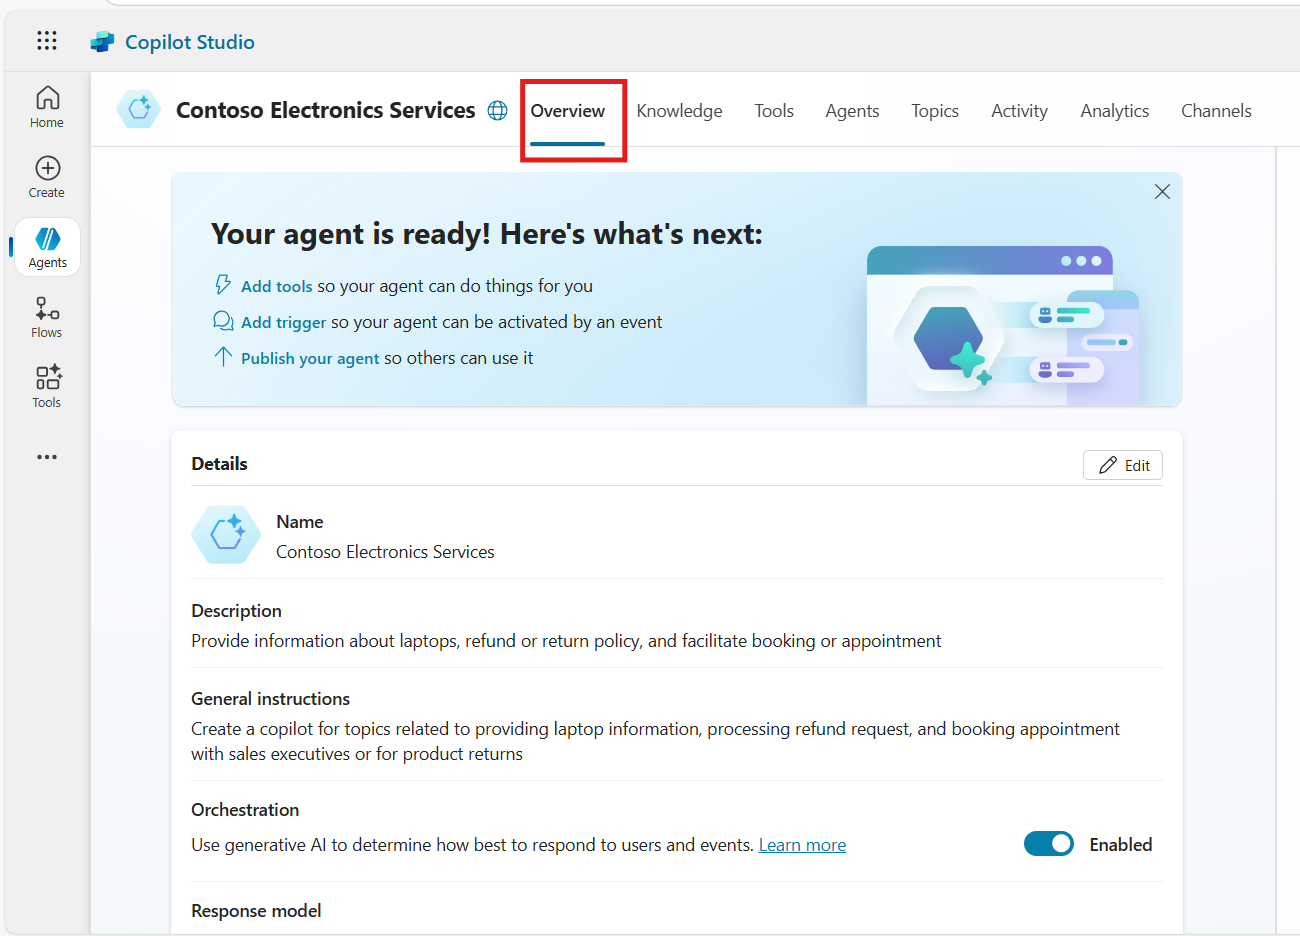 Copilot Studio
Home
Create
Agents
Flows
Tools
Contoso Electronics Services
Overview
Knowledge
Tools
Agents
Topics
Activity
Analytics
Channels
Your agent is ready! Here's what's next:
Add tools so your agent can do things for you
Add trigger so your agent can be activated by an event
Publish your agent so others can use it
Details
Edit
Name
Contoso Electronics Services
Description
Provide information about laptops, refund or return policy, and facilitate booking or appointment
General instructions
Create a copilot for topics related to providing laptop information, processing refund request, and booking appointment
with sales executives or for product returns
Orchestration
Use generative AI to determine how best to respond to users and events. Learn more
Enabled
Response model